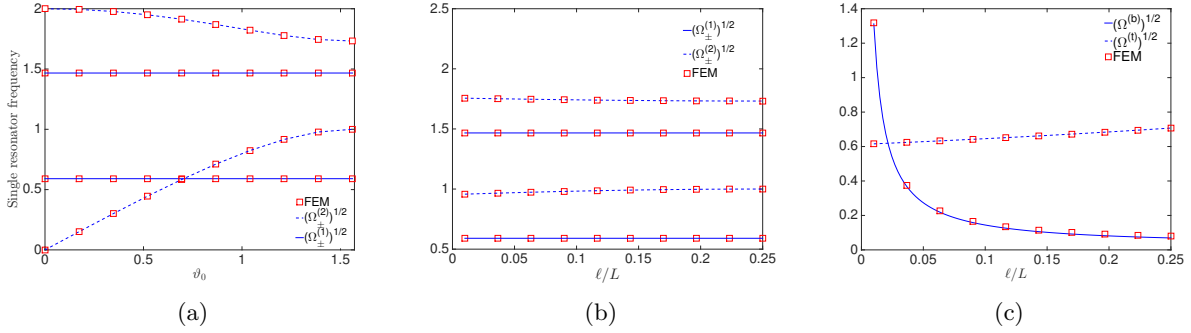 Single resonator frequency
2
1.5
1
0.5
0
0
0.5
1
1.5
ϑ₀
FEM
(Ω±^(2))^1/2
(Ω±^(1))^1/2
(a)
2.5
2
1.5
1
0.5
0
0.05
0.1
0.15
0.2
0.25
ℓ/L
(Ω±^(1))^1/2
(Ω±^(2))^1/2
FEM
(b)
1.4
1.2
1
0.8
0.6
0.4
0.2
0
0
0.05
0.1
0.15
0.2
0.25
ℓ/L
(Ω^(b))^1/2
(Ω^(t))^1/2
FEM
(c)